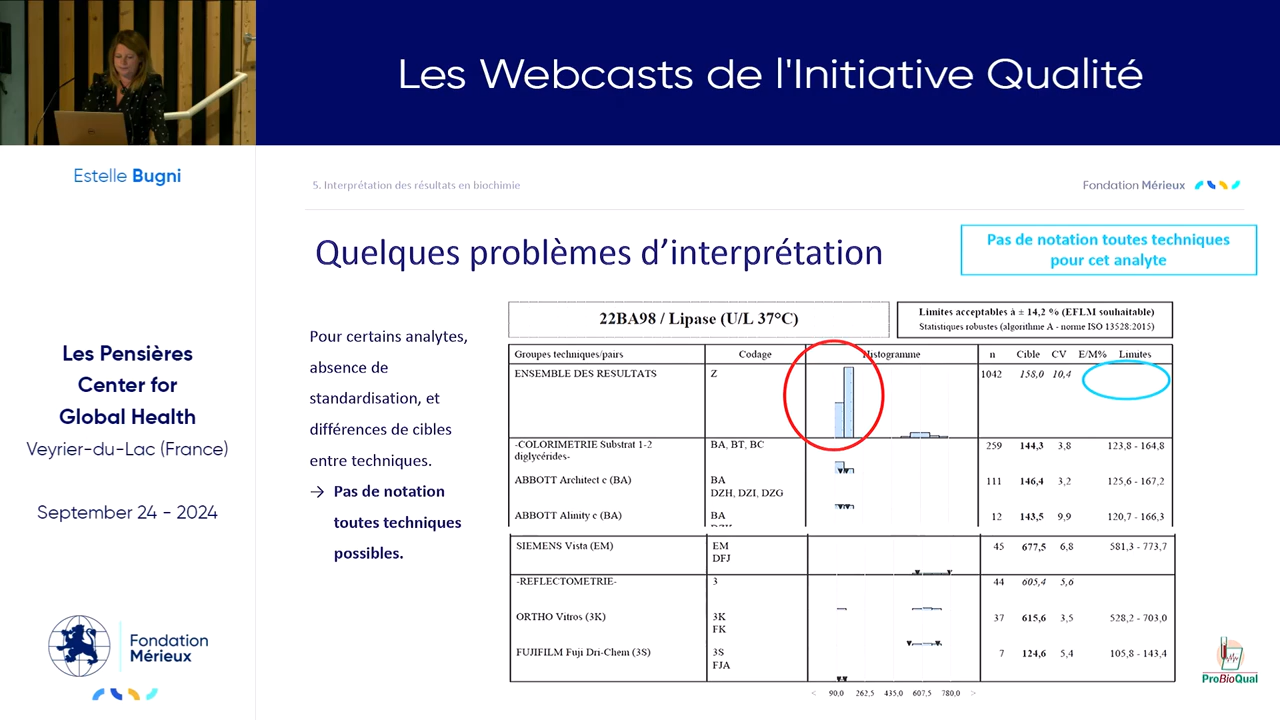 Les Webcasts de l'Initiative Qualité
Estelle Bugni
Les Pensières
Center for
Global Health
Veyrier-du-Lac (France)
September 24 - 2024
Fondation
Mérieux
5. Interprétation des résultats en biochimie
Fondation Mérieux
Quelques problèmes d’interprétation
Pas de notation toutes techniques
pour cet analyte
Pour certains analytes,
absence de
standardisation, et
différences de cibles
entre techniques.
→ Pas de notation
toutes techniques
possibles.
22BA98 / Lipase (U/L 37°C)
Limites acceptables à ± 14,2 % (EFLM souhaitable)
Statistiques robustes (algorithme A - norme ISO 13528:2015)
Groupes techniques/pairs Codage Histogramme n Cible CV E/M% Limites
ENSEMBLE DES RESULTATS Z 1042 158,0 10,4
-COLORIMETRIE Substrat 1-2 BA, BT, BC 259 144,3 3,8 123,8 - 164,8
diglycérides-
ABBOTT Architect c (BA) BA 111 146,4 3,2 125,6 - 167,2
DZH, DZI, DZG
ABBOTT Alinity c (BA) BA 12 143,5 9,9 120,7 - 166,3
SIEMENS Vista (EM) EM 45 677,5 6,8 581,3 - 773,7
DFJ
-REFLECTOMETRIE- 3 44 605,4 5,6
ORTHO Vitros (3K) 3K 37 615,6 3,5 528,2 - 703,0
FK
FUJIFILM Fuji Dri-Chem (3S) 3S 7 124,6 5,4 105,8 - 143,4
FJA
< 90,0 262,5 435,0 607,5 780,0 >
ProBioQual